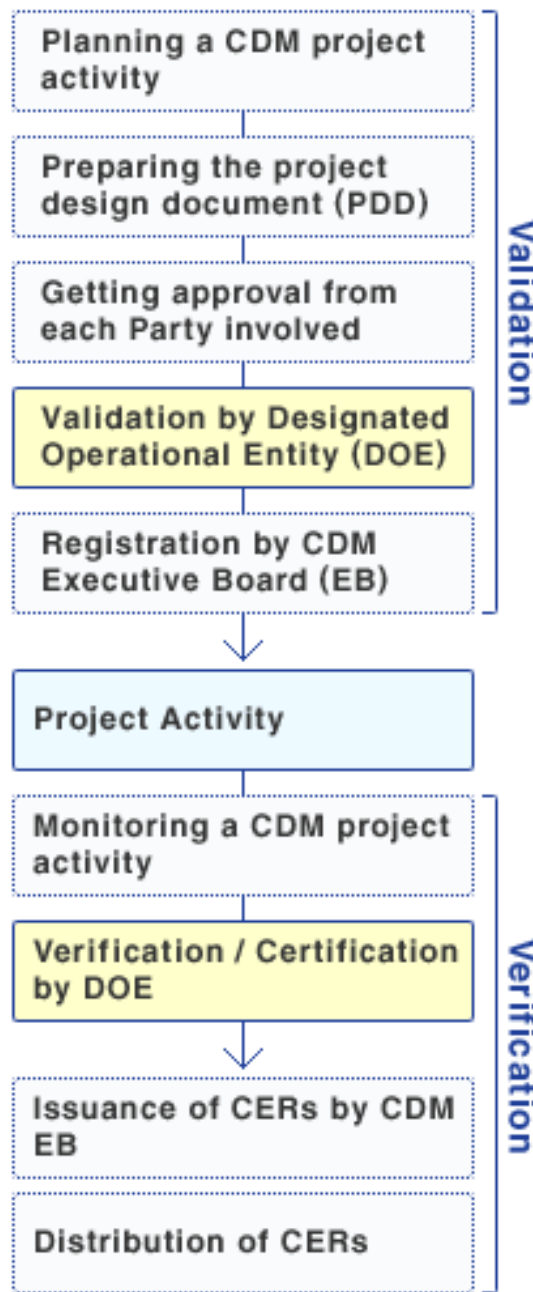 Planning a CDM project
activity
Preparing the project
design document (PDD)
Getting approval from
each Party involved
Validation by Designated
Operational Entity (DOE)
Registration by CDM
Executive Board (EB)
Validation
Project Activity
Monitoring a CDM project
activity
Verification / Certification
by DOE
Issuance of CERs by CDM
EB
Distribution of CERs
Verification